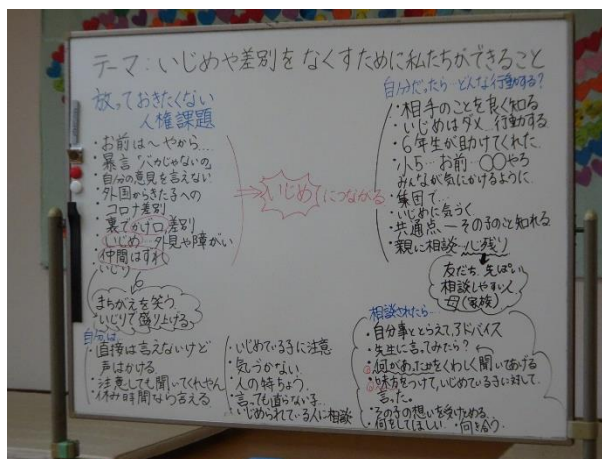 テーマ:いじめや差別をなくすために私たちができること
放っておきたくない
人権課題
・お前は〜やから…
・暴言「バカじゃないの」
・自分の意見を言えない
・外国からきた子への
コロナ差別
・裏でかげ口、差別
・いじめ…外見や障がい
・仲間はずれ
・いじり
まちがえを笑う
いじりで盛り上げる
⇒いじめにつながる
自分だったら…どんな行動する?
・相手のことを良く知る
・いじめはダメ…行動する
・6年生が助けてくれた
・小5…お前…〇〇やろ
みんなが気にかけるように
・集団で…
・いじめに気づく
・共通点―その子のこと知れる
・親に相談…心残り
友だち、先ぱい
相談しやすい人
母(家族)
自分は…
・直接は言えないけど
声はかける
・注意しても聞いてくれやん
・休み時間なら言える
・いじめている子に注意
・気づかない
・人の特ちょう
・言っても直らない子…
・いじめられている人に相談
相談されたら…
・自分事ととらえて、アドバイス
・先生に言ってみたら?
・何があったかをくわしく聞いてあげる
・味方をつけて、いじめている子に対して
言った。
・その子の想いを受けとめる
・何をしてほしい